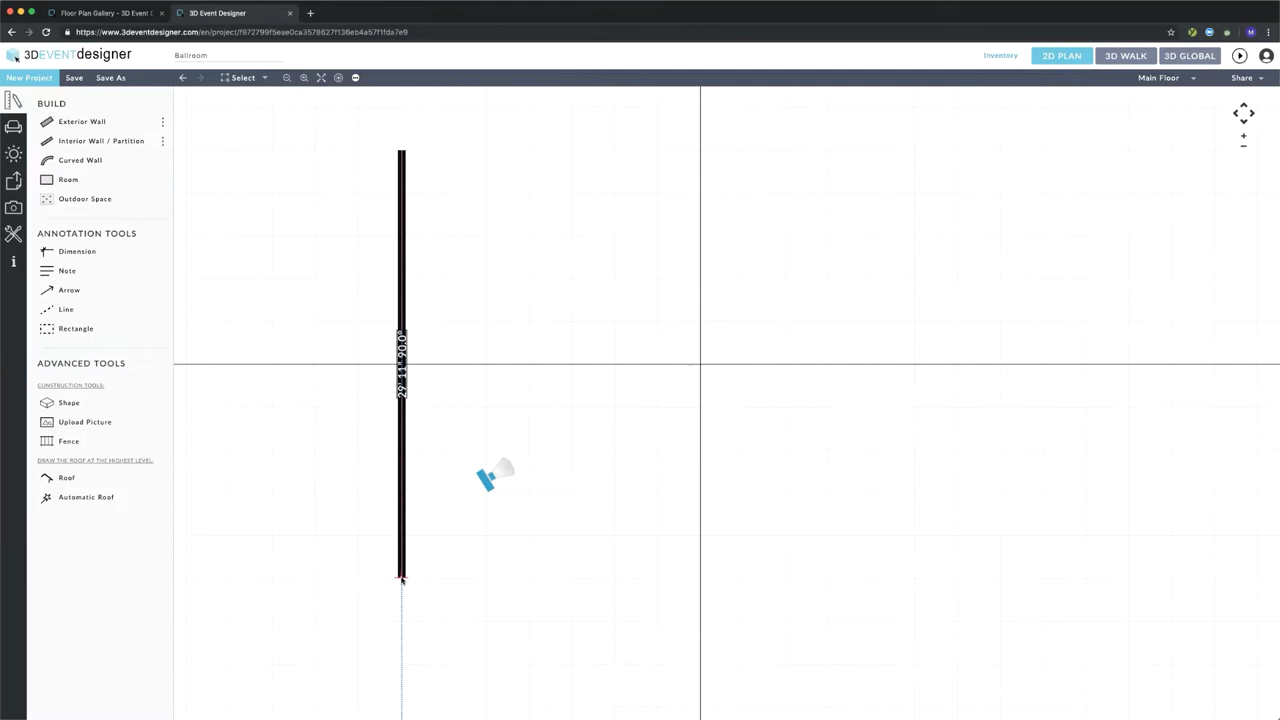 Floor Plan Gallery - 3D Event D
3D Event Designer
https://www.3deventdesigner.com/en/project/f972799f5eae0ca3578627f136eb4a57f1fda7e9
M
3DEVENTdesigner
Ballroom
Inventory
2D PLAN
3D WALK
3D GLOBAL
New Project
Save
Save As
Select
Main Floor
Share
BUILD
Exterior Wall
Interior Wall / Partition
Curved Wall
Room
Outdoor Space
ANNOTATION TOOLS
Dimension
Note
Arrow
Line
Rectangle
ADVANCED TOOLS
CONSTRUCTION TOOLS:
Shape
Upload Picture
Fence
DRAW THE ROOF AT THE HIGHEST LEVEL:
Roof
Automatic Roof
29' 11" 90.0°